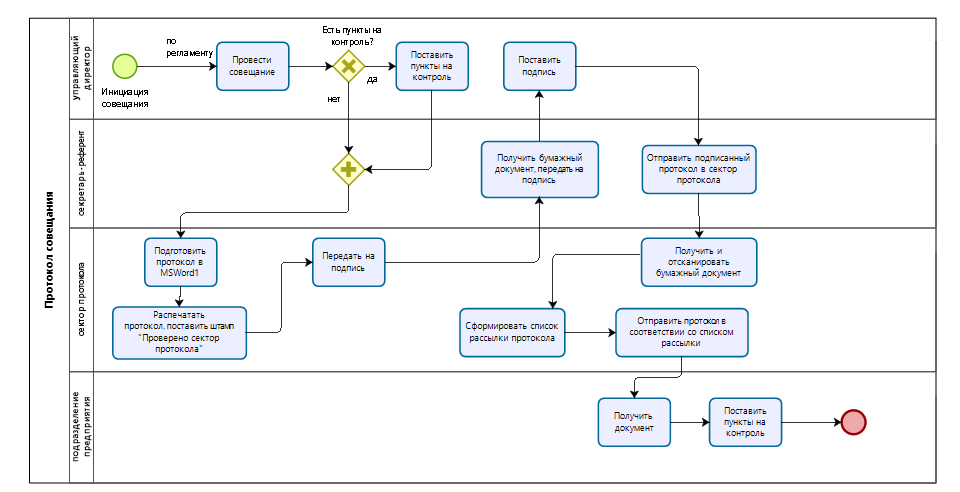 Протокол совещания
управляющий
директор
Инициация
совещания
по
регламенту
Провести
совещание
Есть пункты на
контроль?
да
нет
Поставить
пункты на
контроль
Поставить
подпись
секретарь-референт
Получить бумажный
документ, передать на
подпись
Отправить подписанный
протокол в сектор
протокола
сектор протокола
Подготовить
протокол в
MSWord1
Передать на
подпись
Получить и
отсканировать
бумажный документ
Распечатать
протокол, поставить штамп
"Проверено сектор
протокола"
Сформировать список
рассылки протокола
Отправить протокол в
соответствии со списком
рассылки
подразделение
предприятия
Получить
документ
Поставить
пункты на
контроль